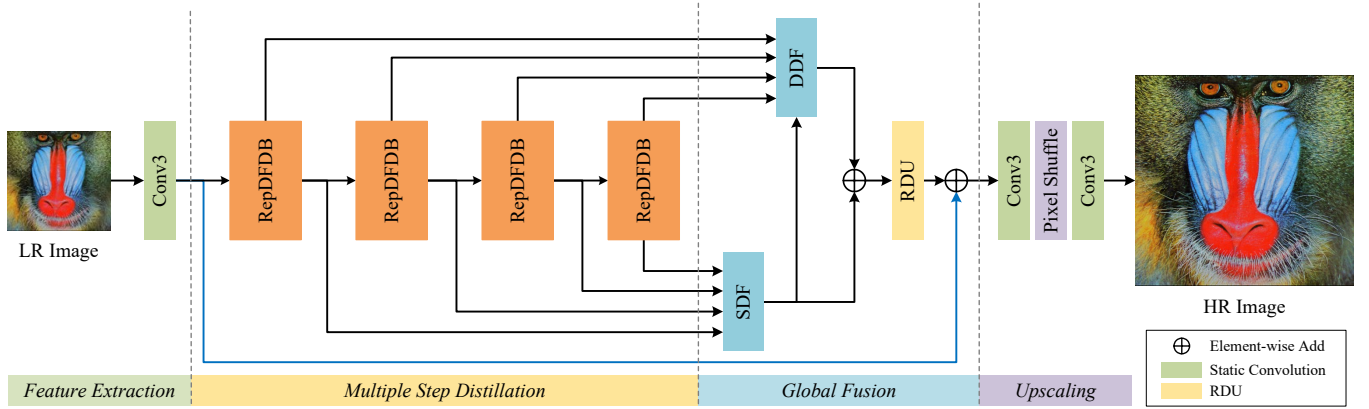 LR Image
Conv3
RepDFDB
RepDFDB
RepDFDB
RepDFDB
DDF
SDF
RDU
Conv3
Pixel Shuffle
Conv3
HR Image
Element-wise Add
Static Convolution
RDU
Feature Extraction
Multiple Step Distillation
Global Fusion
Upscaling